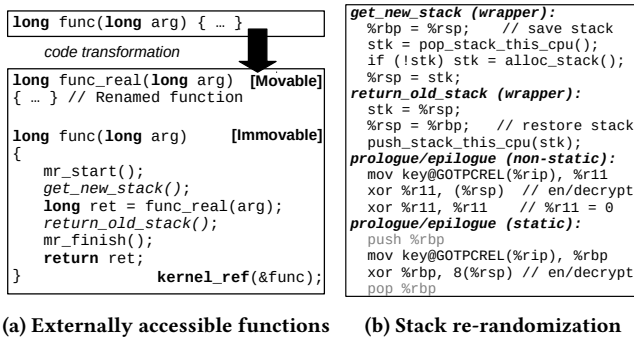 long func(long arg) { … }
code transformation
long func_real(long arg) [Movable]
{ … } // Renamed function
long func(long arg) [Immovable]
{
mr_start();
get_new_stack();
long ret = func_real(arg);
return_old_stack();
mr_finish();
return ret;
} kernel_ref(&func);
(a) Externally accessible functions
get_new_stack (wrapper):
%rbp = %rsp; // save stack
stk = pop_stack_this_cpu();
if (!stk) stk = alloc_stack();
%rsp = stk;
return_old_stack (wrapper):
stk = %rsp;
%rsp = %rbp; // restore stack
push_stack_this_cpu(stk);
prologue/epilogue (non-static):
mov key@GOTPCREL(%rip), %r11
xor %r11, (%rsp) // en/decrypt
xor %r11, %r11 // %r11 = 0
prologue/epilogue (static):
push %rbp
mov key@GOTPCREL(%rip), %rbp
xor %rbp, 8(%rsp) // en/decrypt
pop %rbp
(b) Stack re-randomization